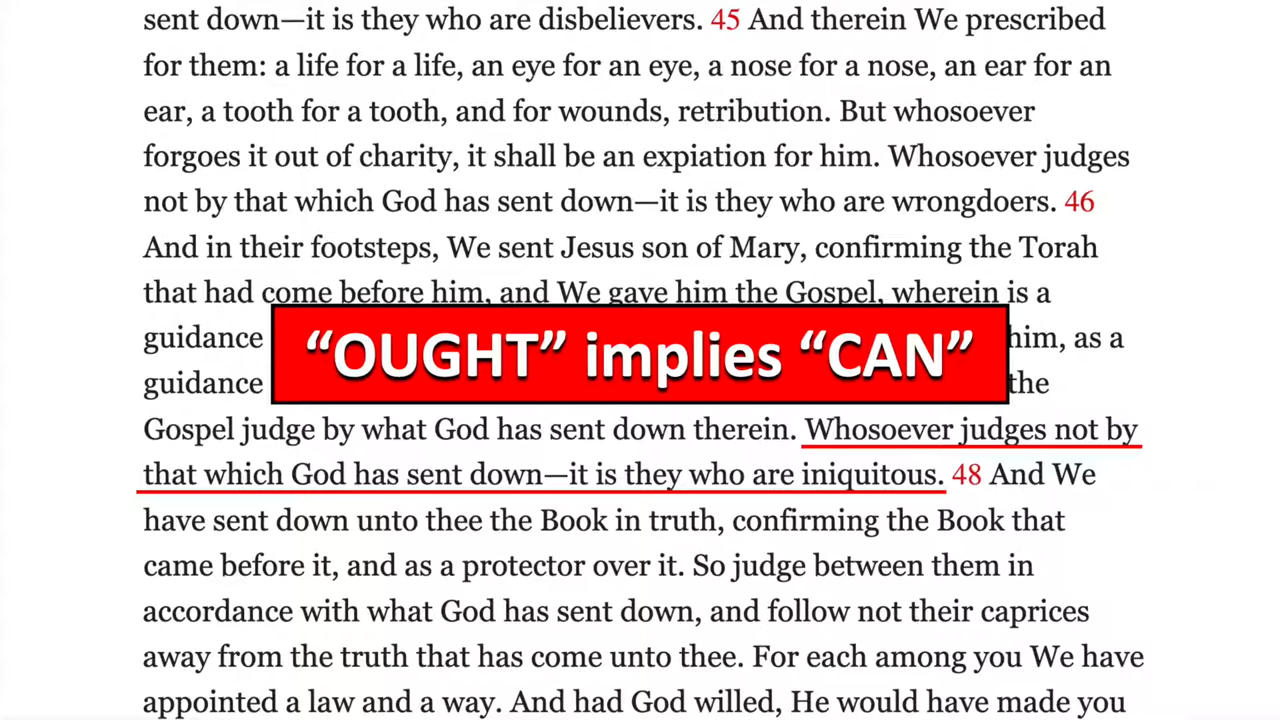 sent down—it is they who are disbelievers. 45 And therein We prescribed
for them: a life for a life, an eye for an eye, a nose for a nose, an ear for an
ear, a tooth for a tooth, and for wounds, retribution. But whosoever
forgoes it out of charity, it shall be an expiation for him. Whosoever judges
not by that which God has sent down—it is they who are wrongdoers. 46
And in their footsteps, We sent Jesus son of Mary, confirming the Torah
that had come before him, and We gave him the Gospel, wherein is a
guidance him, as a
“OUGHT” implies “CAN”
guidance the
Gospel judge by what God has sent down therein. Whosoever judges not by
that which God has sent down—it is they who are iniquitous. 48 And We
have sent down unto thee the Book in truth, confirming the Book that
came before it, and as a protector over it. So judge between them in
accordance with what God has sent down, and follow not their caprices
away from the truth that has come unto thee. For each among you We have
appointed a law and a way. And had God willed, He would have made you